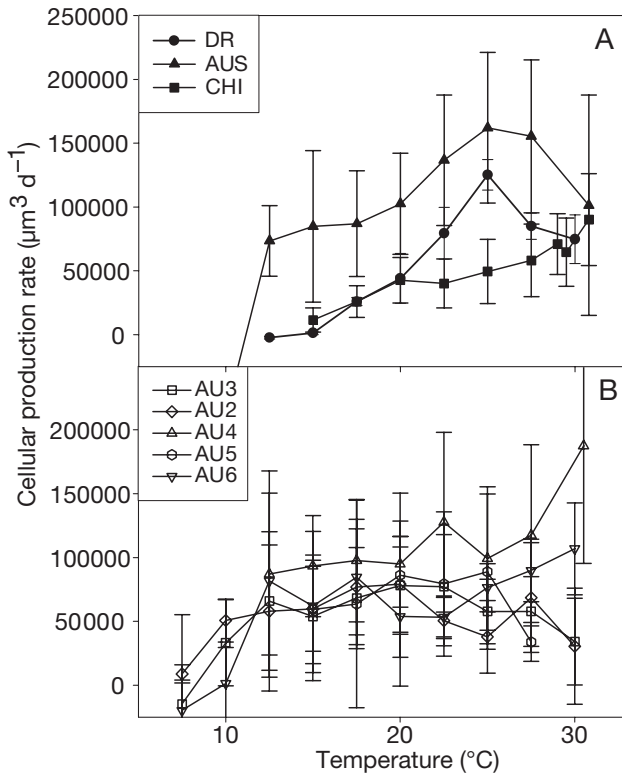 250000
200000
150000
100000
50000
0
DR
AUS
CHI
A
Cellular production rate (µm³ d⁻¹)
AU3
AU2
AU4
AU5
AU6
B
200000
150000
100000
50000
0
10
20
30
Temperature (°C)